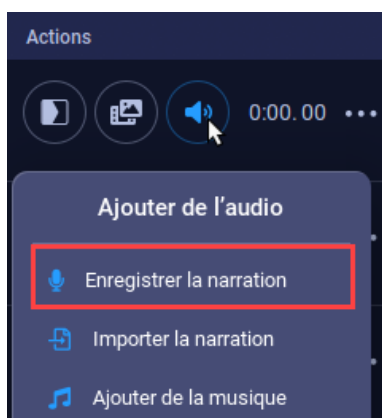 Actions
0:00.00
Ajouter de l’audio
Enregistrer la narration
Importer la narration
Ajouter de la musique